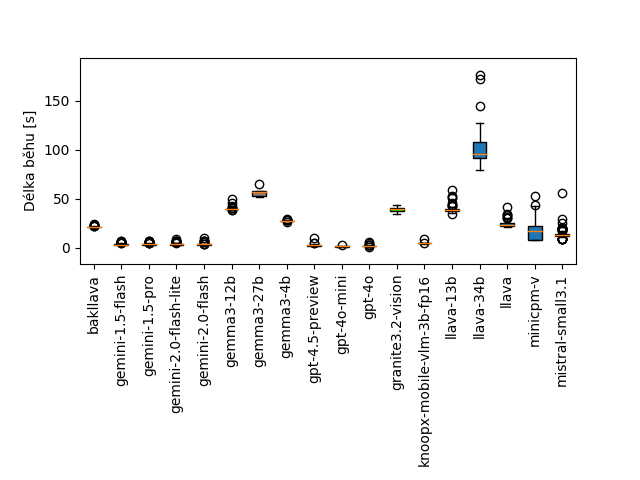 Délka běhu [s]
150
100
50
0
bakllava
gemini-1.5-flash
gemini-1.5-pro
gemini-2.0-flash-lite
gemini-2.0-flash
gemma3-12b
gemma3-27b
gemma3-4b
gpt-4.5-preview
gpt-4o-mini
gpt-4o
granite3.2-vision
knoopx-mobile-vlm-3b-fp16
llava-13b
llava-34b
llava
minicpm-v
mistral-small3.1